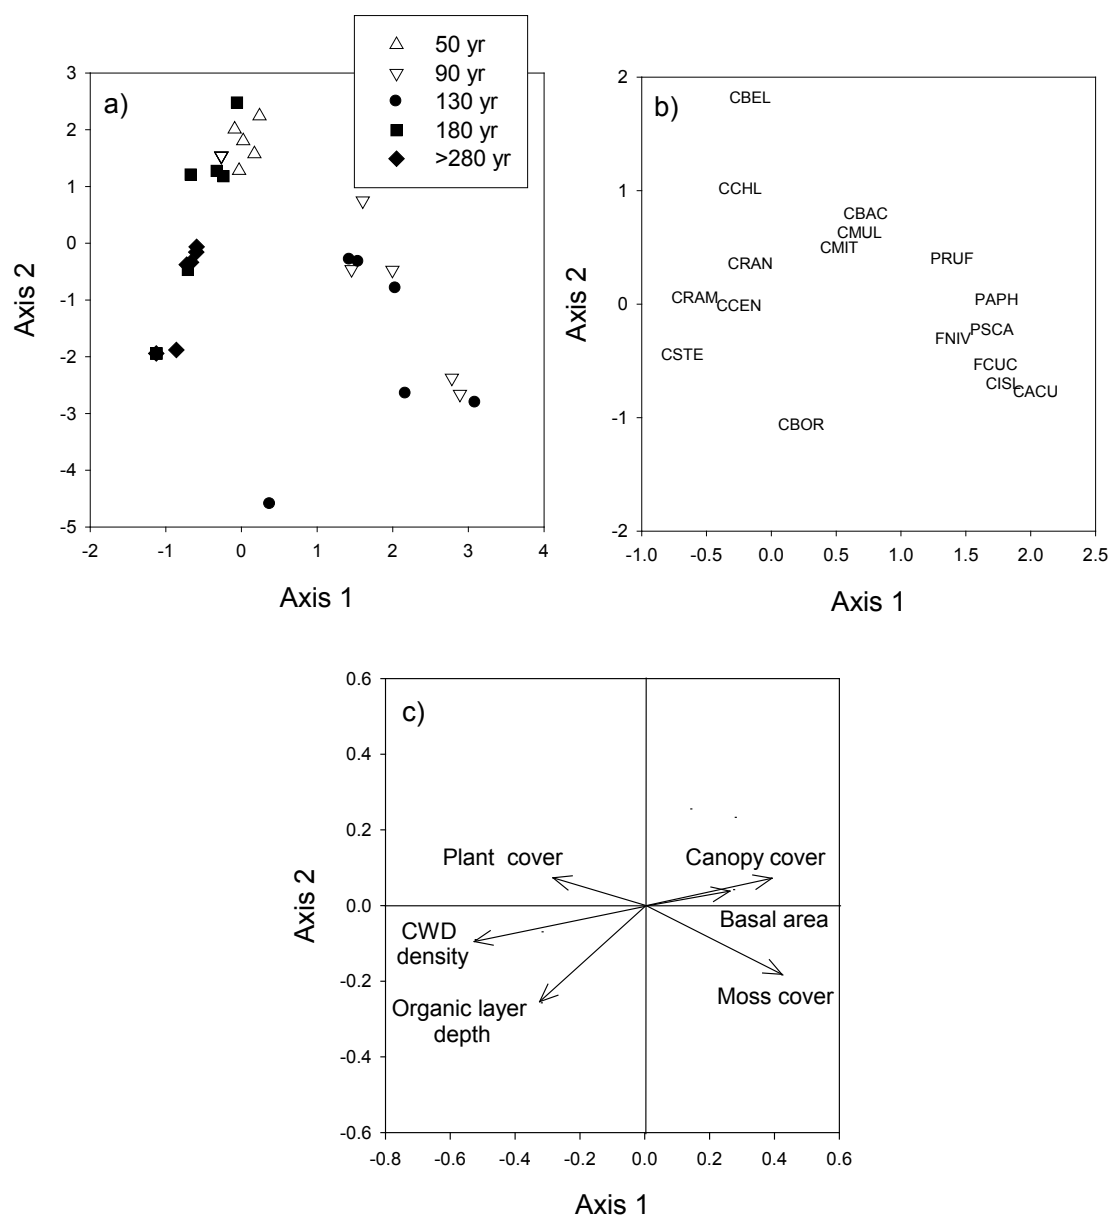 50 yr
90 yr
130 yr
180 yr
>280 yr
a)
3
2
1
0
-1
-2
-3
-4
-5
Axis 2
-2 -1 0 1 2 3 4
Axis 1
b)
2
1
0
-1
-2
Axis 2
CBEL
CCHL
CBAC
CMUL
CMIT
PRUF
CRAN
CRAM
CCEN
PAPH
PSCA
FNIV
CSTE
FCUC
CISL
CACU
CBOR
-1.0 -0.5 0.0 0.5 1.0 1.5 2.0 2.5
Axis 1
c)
0.6
0.4
0.2
0.0
-0.2
-0.4
-0.6
Axis 2
Plant cover
Canopy cover
Basal area
CWD
density
Moss cover
Organic layer
depth
-0.8 -0.6 -0.4 -0.2 0.0 0.2 0.4 0.6
Axis 1